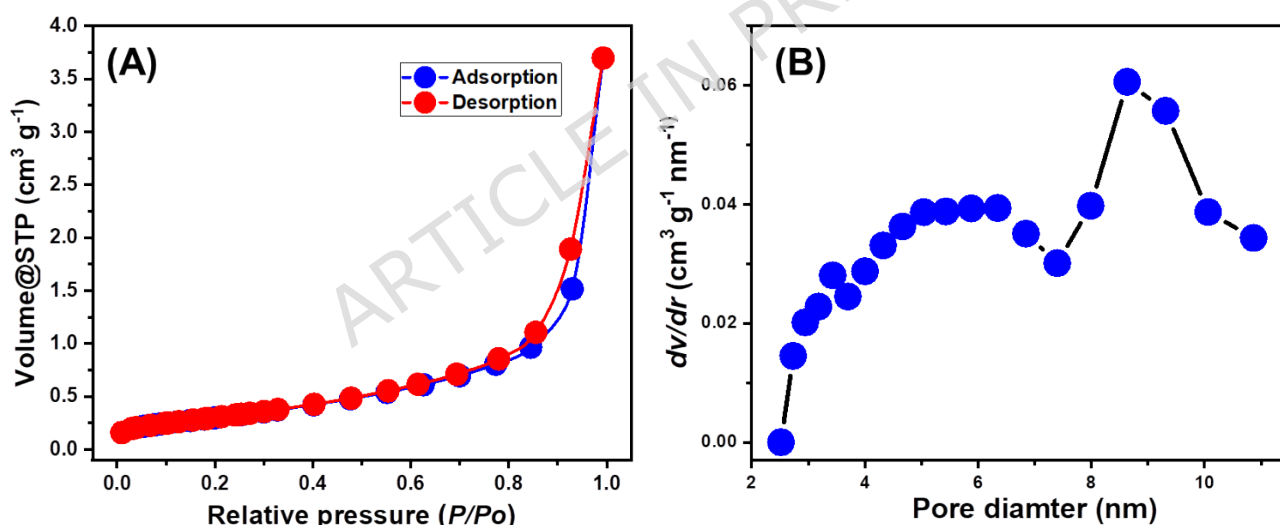 (A)
Adsorption
Desorption
Volume@STP (cm³ g⁻¹)
4.0
3.5
3.0
2.5
2.0
1.5
1.0
0.5
0.0
0.0 0.2 0.4 0.6 0.8 1.0
Relative pressure (P/Po)
(B)
dv/dr (cm³ g⁻¹ nm⁻¹)
0.06
0.04
0.02
0.00
2 4 6 8 10
Pore diamter (nm)
ARTICLE IN PR